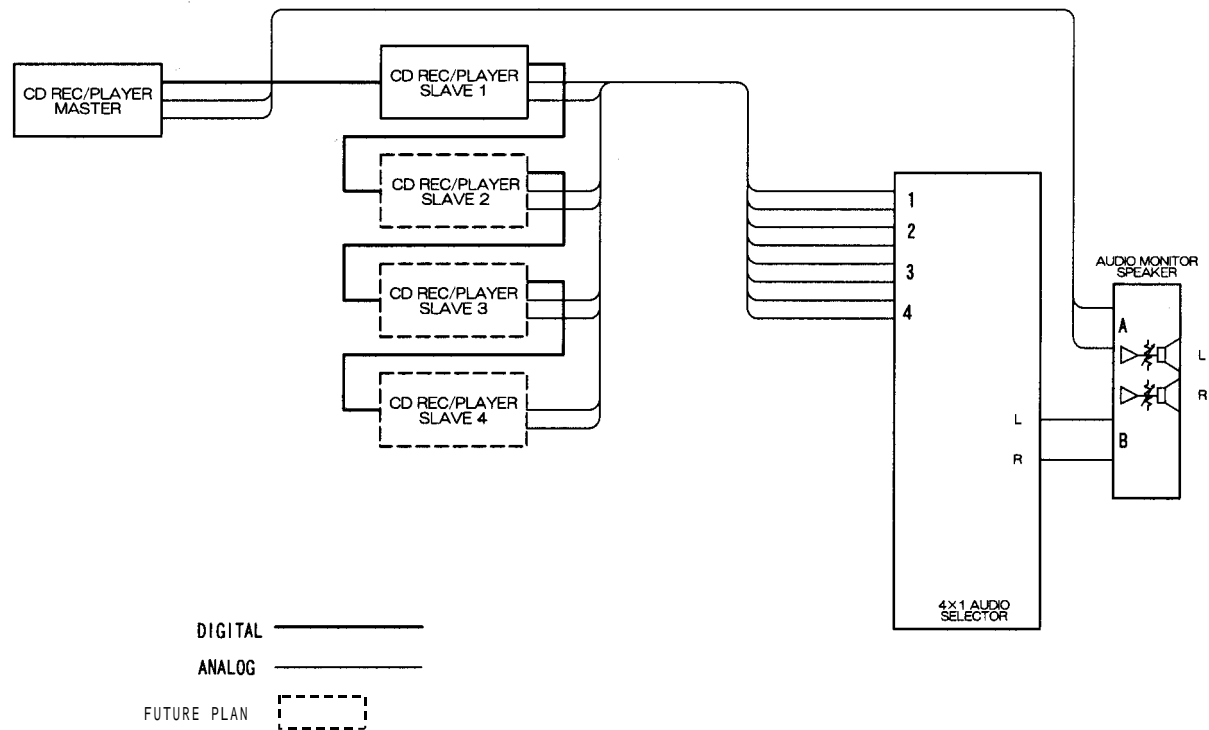 CD REC/PLAYER
MASTER
CD REC/PLAYER
SLAVE 1
CD REC/PLAYER
SLAVE 2
CD REC/PLAYER
SLAVE 3
CD REC/PLAYER
SLAVE 4
1
2
3
4
L
R
4×1 AUDIO
SELECTOR
AUDIO MONITOR
SPEAKER
A
L
R
B
DIGITAL
ANALOG
FUTURE PLAN